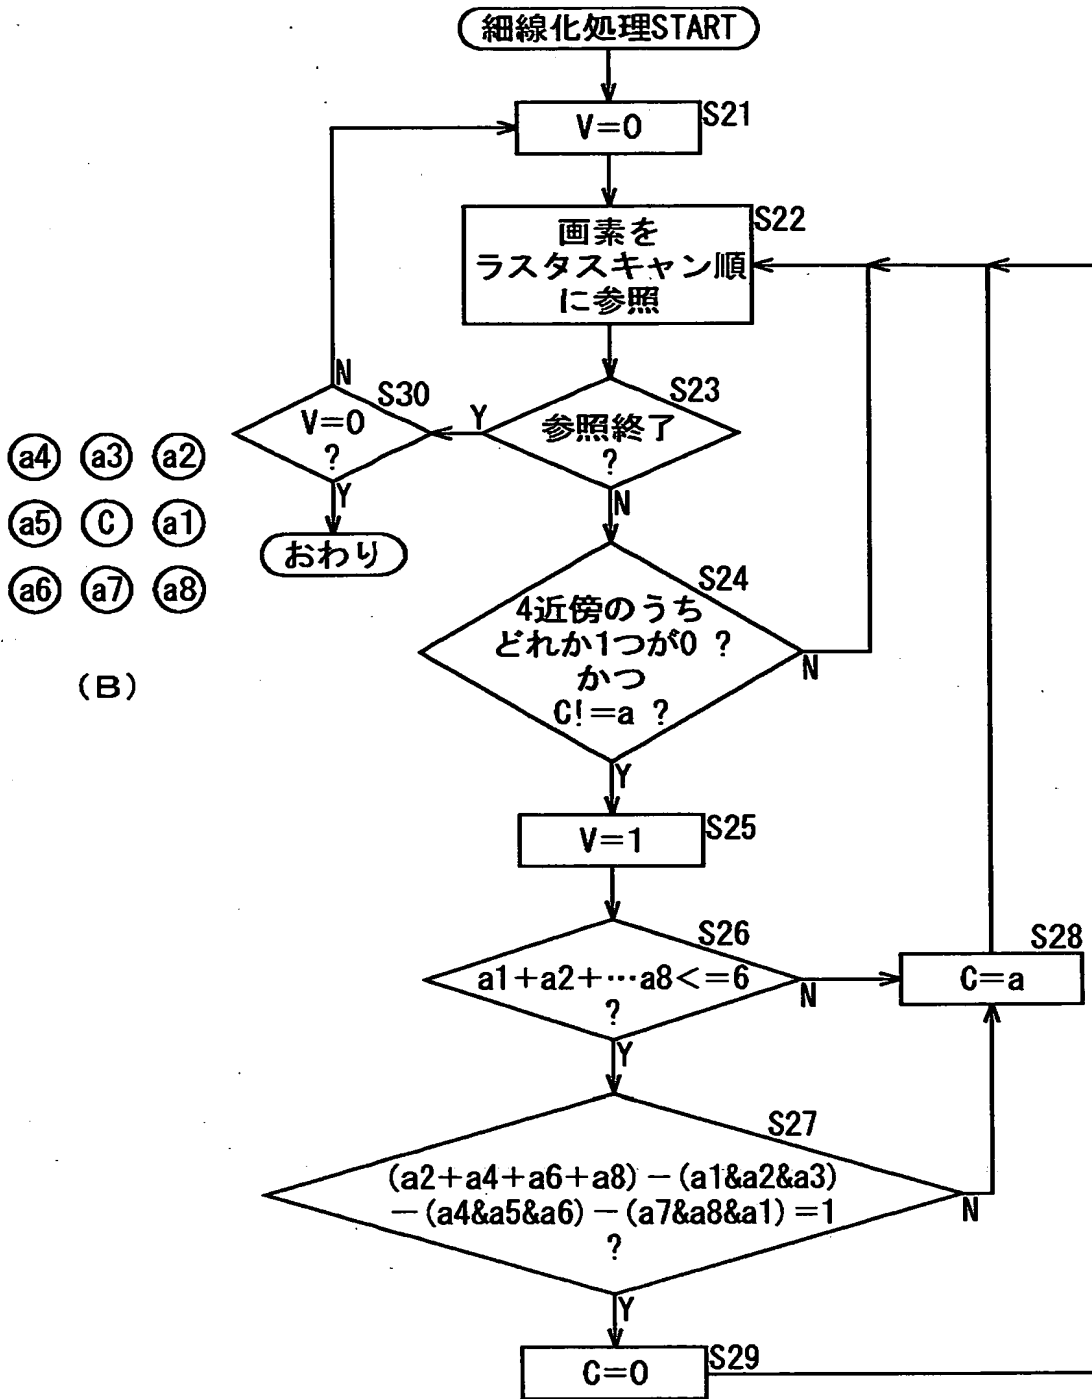 細線化処理START
V=0
S21
画素を
ラスタスキャン順
に参照
S22
参照終了
?
S23
Y
N
V=0
?
S30
N
Y
おわり
a4 a3 a2
a5 C a1
a6 a7 a8
(B)
4近傍のうち
どれか1つが0 ?
かつ
C!=a ?
S24
N
Y
V=1
S25
a1+a2+…a8<=6
?
S26
N
Y
C=a
S28
(a2+a4+a6+a8)-(a1&a2&a3)
-(a4&a5&a6)-(a7&a8&a1)=1
?
S27
N
Y
C=0
S29